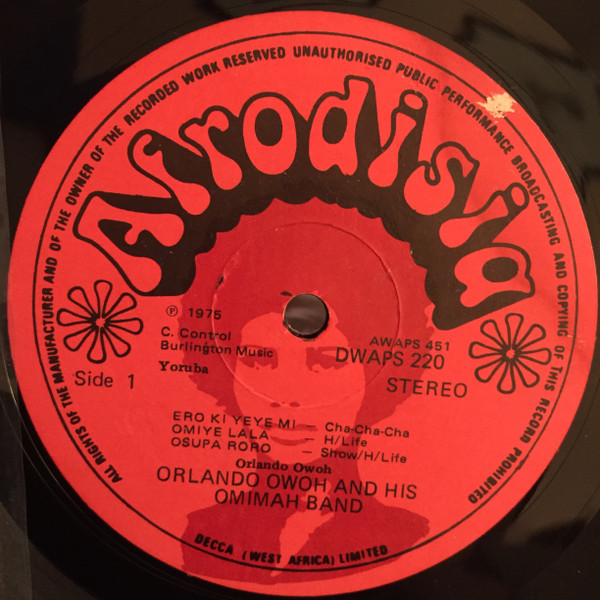 ALL RIGHTS OF THE MANUFACTURER AND OF THE OWNER OF THE RECORDED WORK RESERVED UNAUTHORISED PUBLIC PERFORMANCE BROADCASTING AND COPYING OF THIS RECORD PROHIBITED
Afrodisia
℗ 1975
C. Control
Burlington Music
Yoruba
Side 1
AWAPS 451
DWAPS 220
STEREO
ERO KI YEYE MI – Cha-Cha-Cha
OMIYE LALA – H/Life
OSUPA RORO – Show/H/Life
Orlando Owoh
ORLANDO OWOH AND HIS
OMIMAH BAND
DECCA (WEST AFRICA) LIMITED